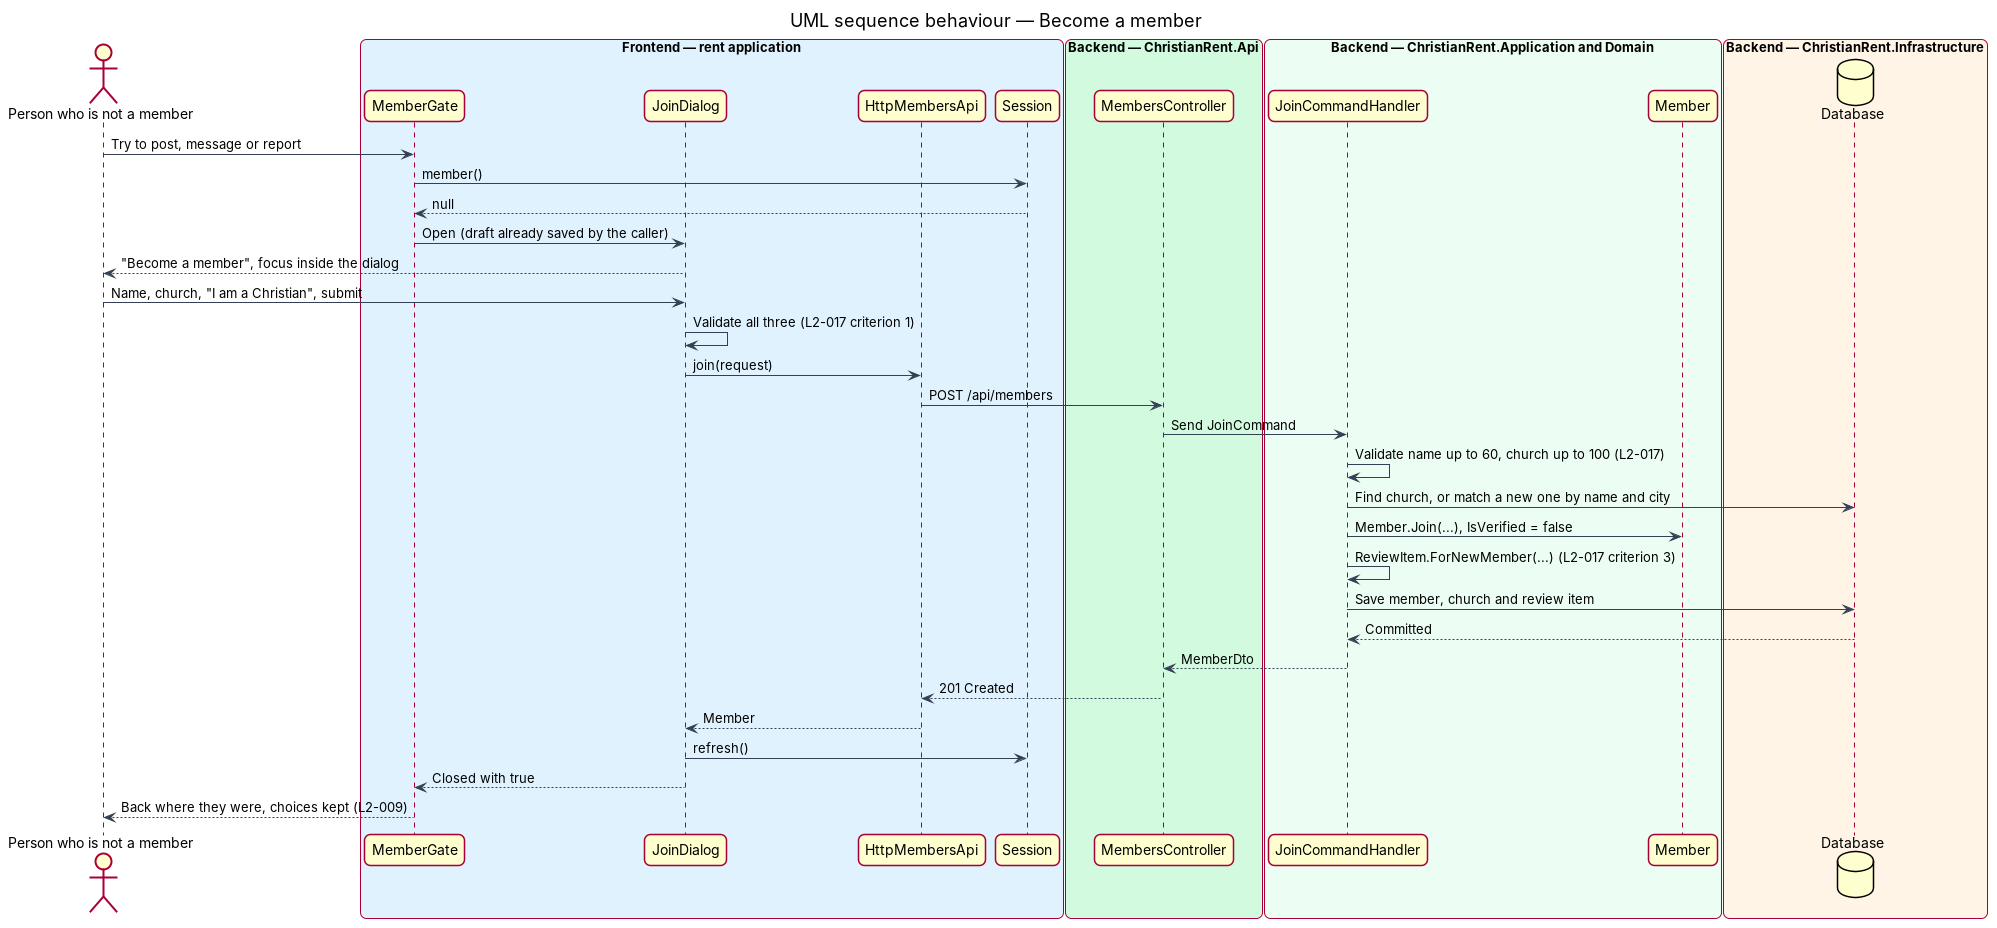 UML sequence behaviour — Become a member
Frontend — rent application
Backend — ChristianRent.Api
Backend — ChristianRent.Application and Domain
Backend — ChristianRent.Infrastructure
Person who is not a member
MemberGate
JoinDialog
HttpMembersApi
Session
MembersController
JoinCommandHandler
Member
Database
Try to post, message or report
member()
null
Open (draft already saved by the caller)
"Become a member", focus inside the dialog
Name, church, "I am a Christian", submit
Validate all three (L2-017 criterion 1)
join(request)
POST /api/members
Send JoinCommand
Validate name up to 60, church up to 100 (L2-017)
Find church, or match a new one by name and city
Member.Join(...), IsVerified = false
ReviewItem.ForNewMember(...) (L2-017 criterion 3)
Save member, church and review item
Committed
MemberDto
201 Created
Member
refresh()
Closed with true
Back where they were, choices kept (L2-009)
Person who is not a member
MemberGate
JoinDialog
HttpMembersApi
Session
MembersController
JoinCommandHandler
Member
Database